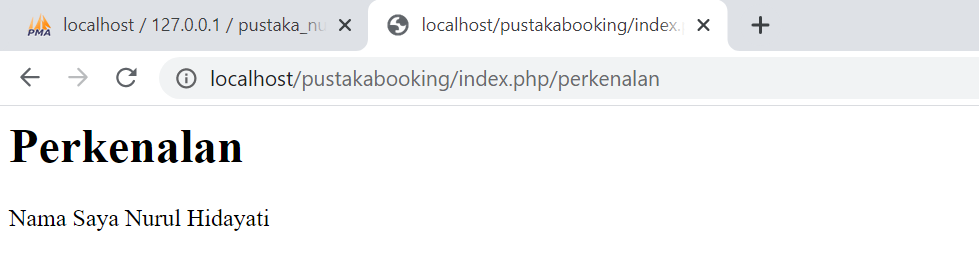 PMA localhost / 127.0.0.1 / pustaka_nu localhost/pustakabooking/index.
localhost/pustakabooking/index.php/perkenalan
Perkenalan
Nama Saya Nurul Hidayati